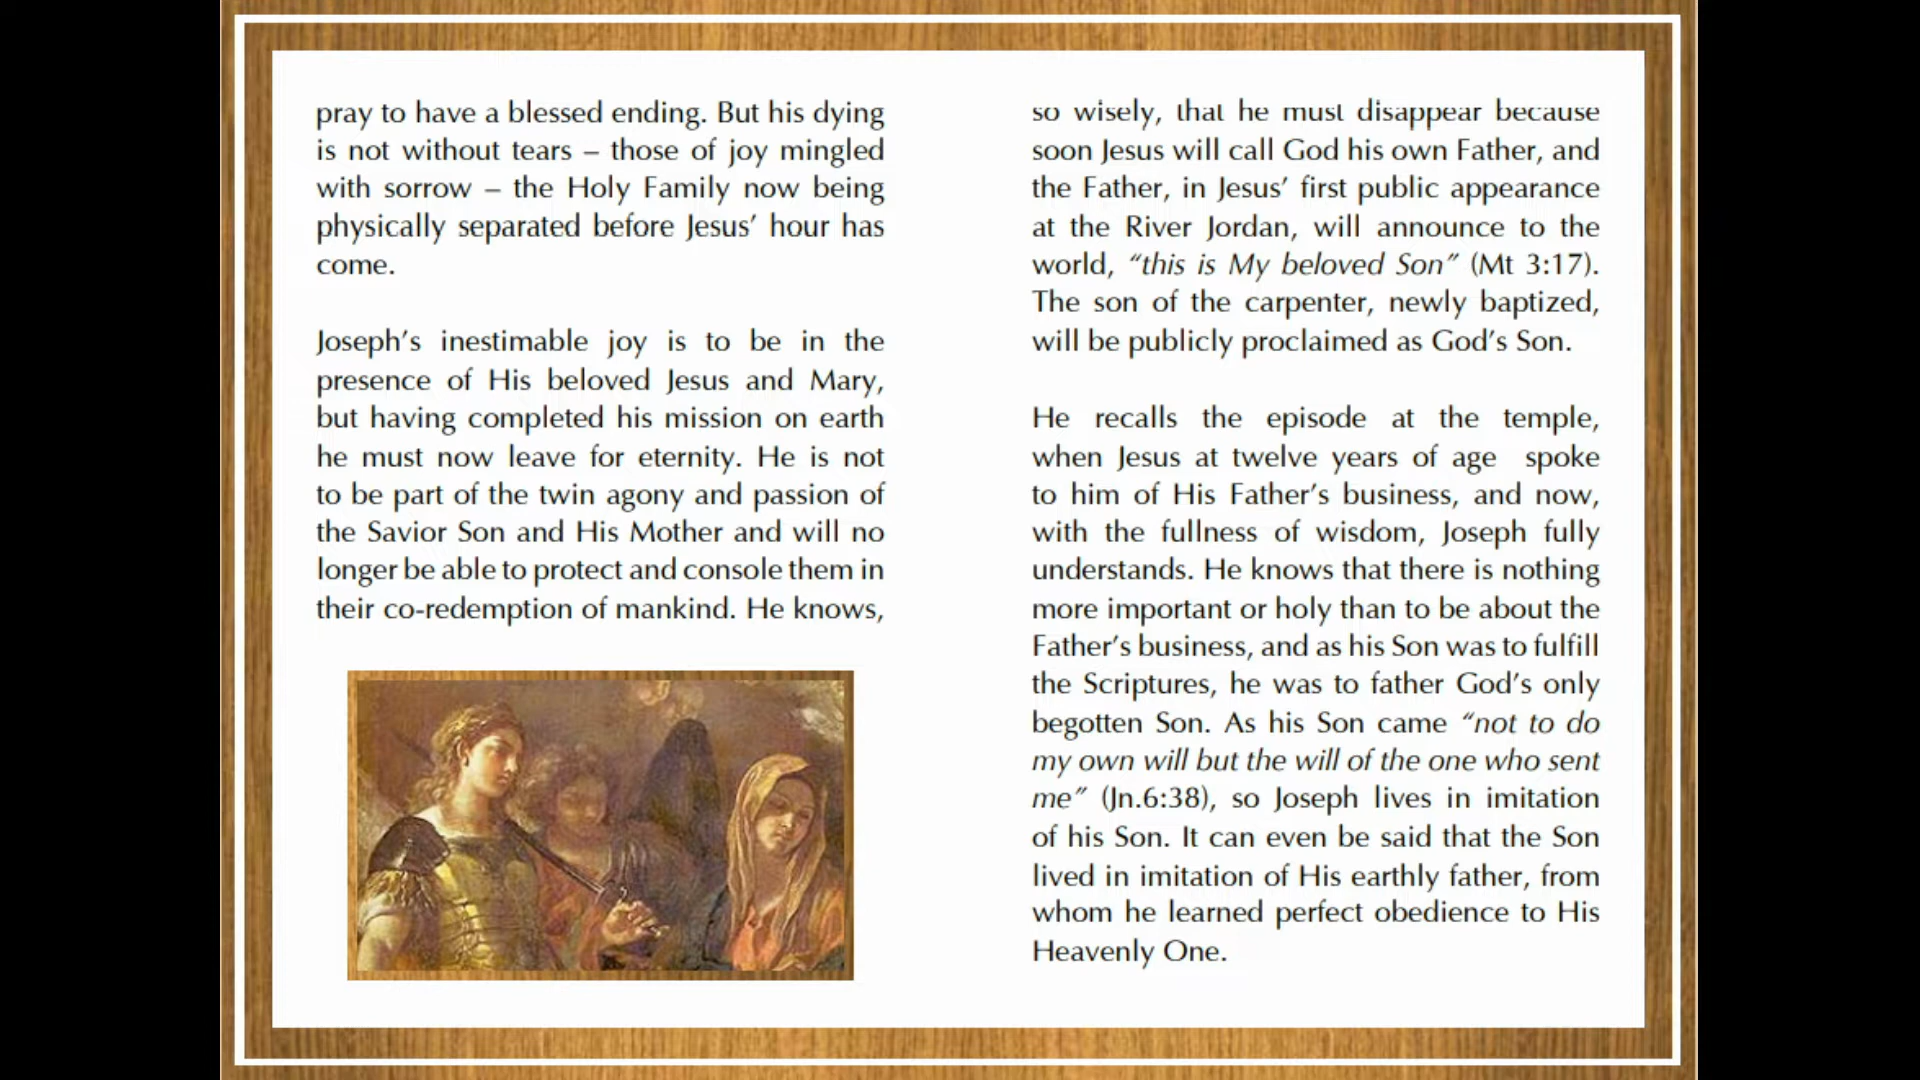 pray to have a blessed ending. But his dying
is not without tears – those of joy mingled
with sorrow – the Holy Family now being
physically separated before Jesus’ hour has
come.
Joseph’s inestimable joy is to be in the
presence of His beloved Jesus and Mary,
but having completed his mission on earth
he must now leave for eternity. He is not
to be part of the twin agony and passion of
the Savior Son and His Mother and will no
longer be able to protect and console them in
their co-redemption of mankind. He knows,
so wisely, that he must disappear because
soon Jesus will call God his own Father, and
the Father, in Jesus’ first public appearance
at the River Jordan, will announce to the
world, “this is My beloved Son” (Mt 3:17).
The son of the carpenter, newly baptized,
will be publicly proclaimed as God’s Son.
He recalls the episode at the temple,
when Jesus at twelve years of age spoke
to him of His Father’s business, and now,
with the fullness of wisdom, Joseph fully
understands. He knows that there is nothing
more important or holy than to be about the
Father’s business, and as his Son was to fulfill
the Scriptures, he was to father God’s only
begotten Son. As his Son came “not to do
my own will but the will of the one who sent
me” (Jn.6:38), so Joseph lives in imitation
of his Son. It can even be said that the Son
lived in imitation of His earthly father, from
whom he learned perfect obedience to His
Heavenly One.